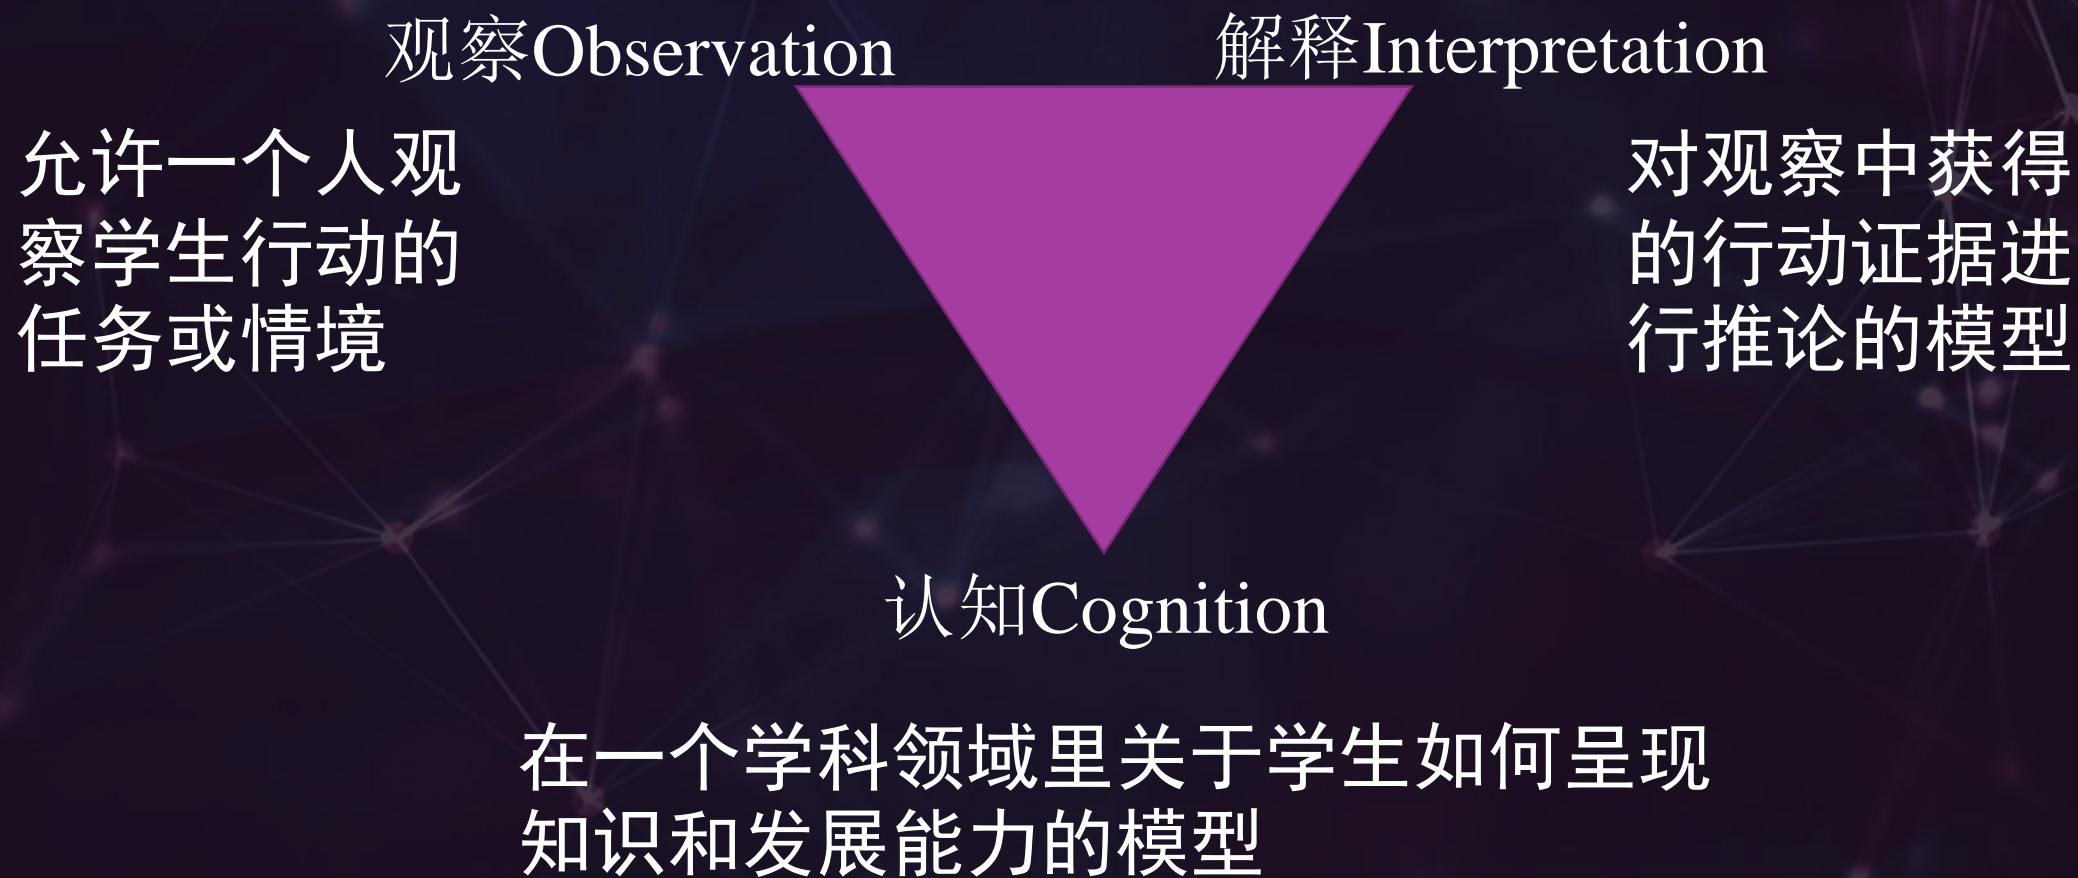 观察Observation
解释Interpretation
允许一个人观
察学生行动的
任务或情境
对观察中获得
的行动证据进
行推论的模型
认知Cognition
在一个学科领域里关于学生如何呈现
知识和发展能力的模型